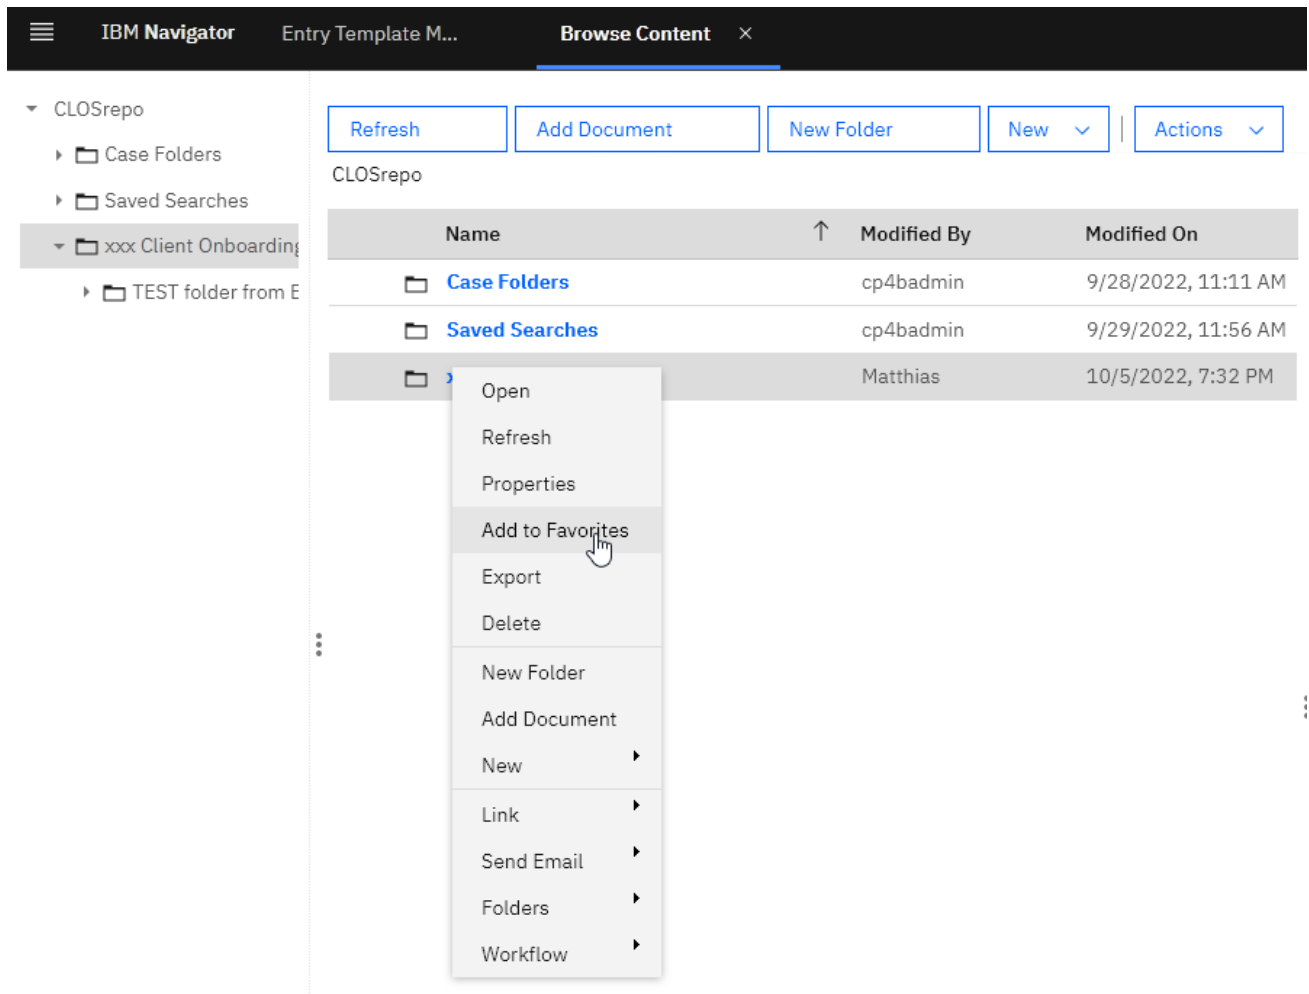 IBM Navigator Entry Template M... Browse Content ×
CLOSrepo
Case Folders
Saved Searches
xxx Client Onboarding
TEST folder from E
Refresh Add Document New Folder New Actions
CLOSrepo
Name Modified By Modified On
Case Folders cp4badmin 9/28/2022, 11:11 AM
Saved Searches cp4badmin 9/29/2022, 11:56 AM
Matthias 10/5/2022, 7:32 PM
Open
Refresh
Properties
Add to Favorites
Export
Delete
New Folder
Add Document
New
Link
Send Email
Folders
Workflow